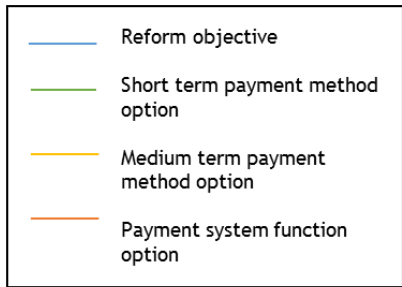 Reform objective
Short term payment method
option
Medium term payment
method option
Payment system function
option